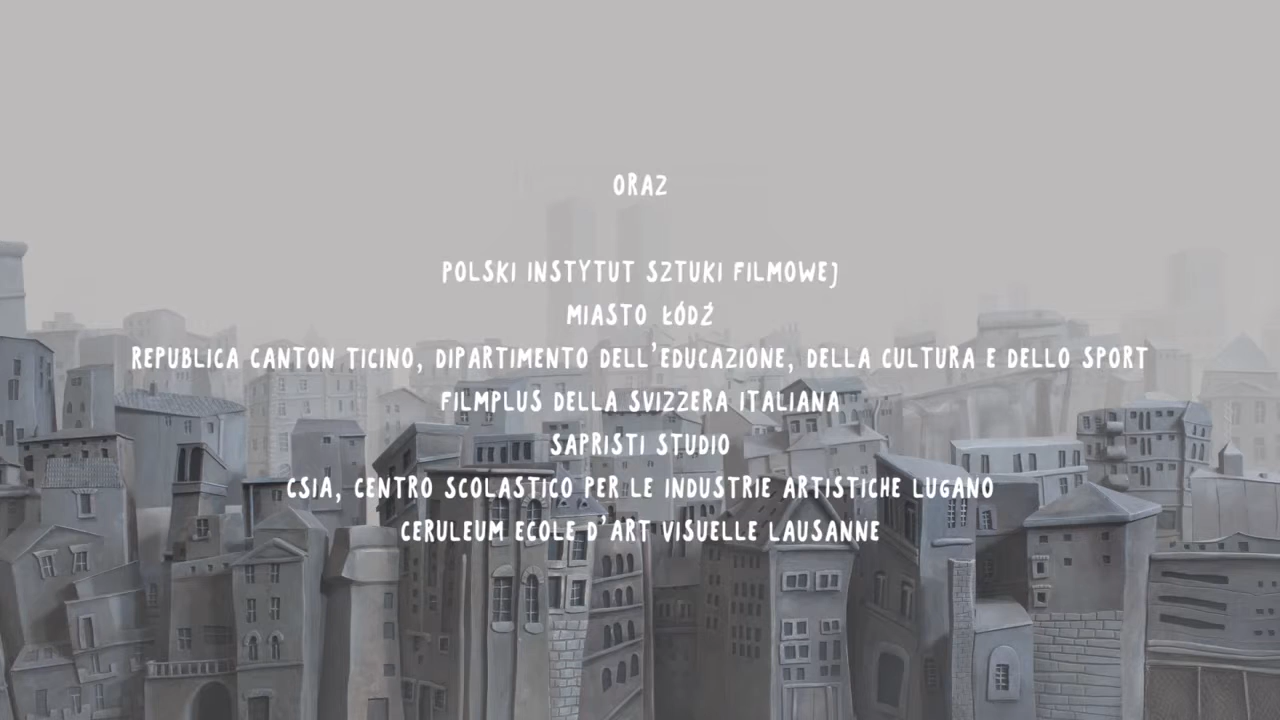 ORAZ
POLSKI INSTYTUT SZTUKI FILMOWEJ
MIASTO ŁÓDŹ
REPUBLICA CANTON TICINO, DIPARTIMENTO DELL'EDUCAZIONE, DELLA CULTURA E DELLO SPORT
FILMPLUS DELLA SVIZZERA ITALIANA
SAPRISTI STUDIO
CSIA, CENTRO SCOLASTICO PER LE INDUSTRIE ARTISTICHE LUGANO
CERULEUM ECOLE D'ART VISUELLE LAUSANNE